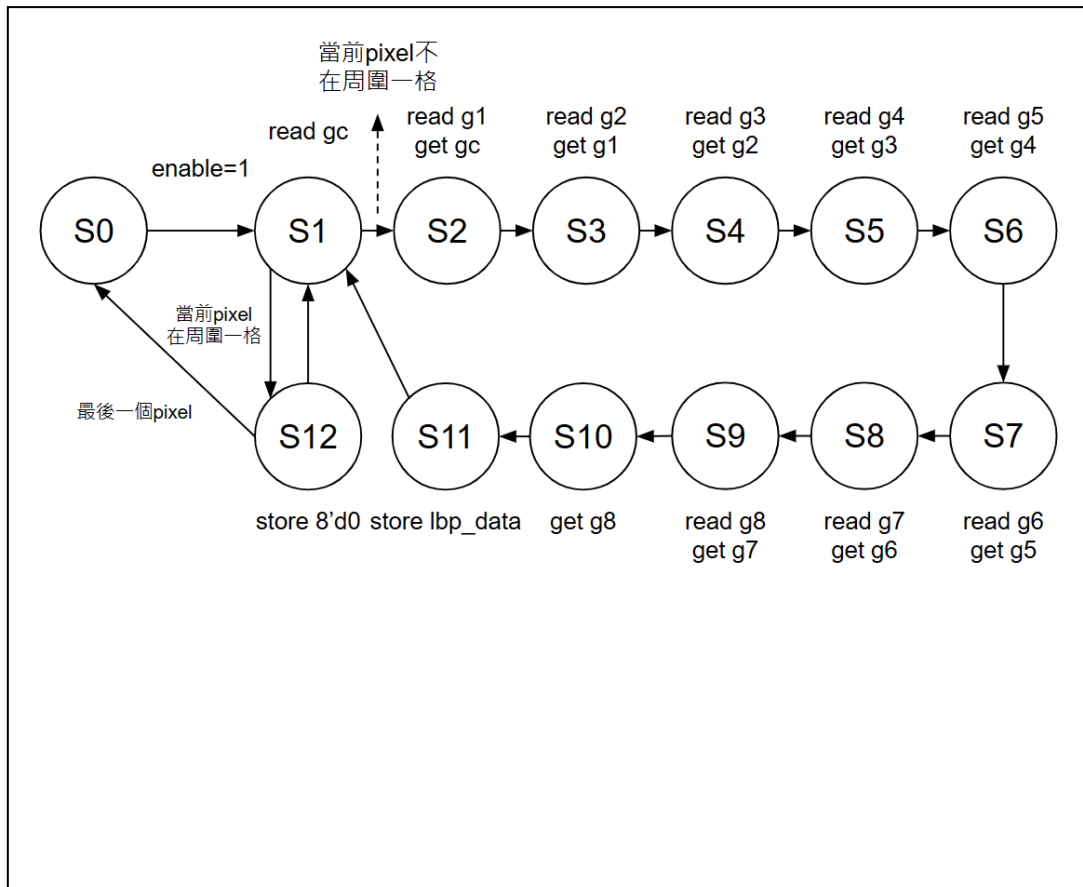 當前pixel不
在周圍一格
read gc
read g1
get gc
read g2
get g1
read g3
get g2
read g4
get g3
read g5
get g4
enable=1
S0
S1
S2
S3
S4
S5
S6
當前pixel
在周圍一格
最後一個pixel
S12
S11
S10
S9
S8
S7
store 8’d0
store lbp_data
get g8
read g8
get g7
read g7
get g6
read g6
get g5